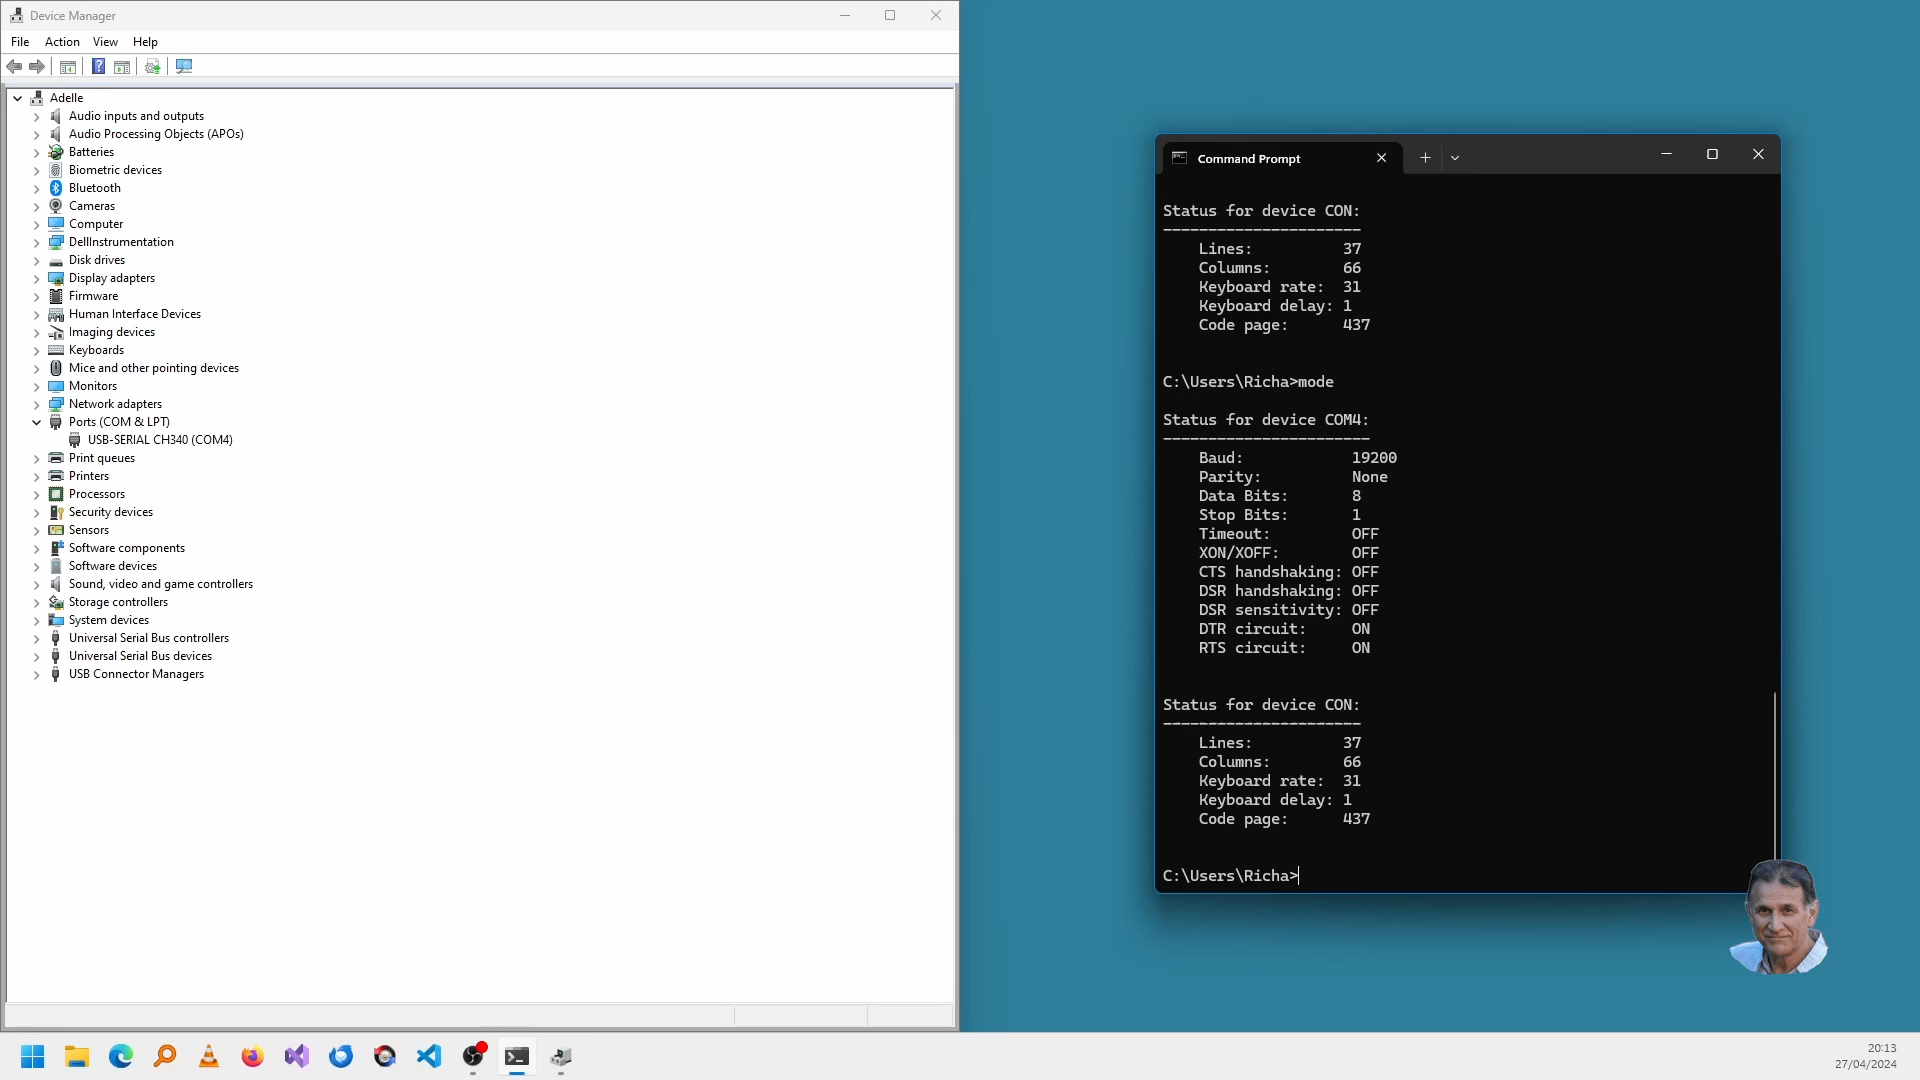 Device Manager
File Action View Help
Adelle
Audio inputs and outputs
Audio Processing Objects (APOs)
Batteries
Biometric devices
Bluetooth
Cameras
Computer
DellInstrumentation
Disk drives
Display adapters
Firmware
Human Interface Devices
Imaging devices
Keyboards
Mice and other pointing devices
Monitors
Network adapters
Ports (COM & LPT)
USB-SERIAL CH340 (COM4)
Print queues
Printers
Processors
Security devices
Sensors
Software components
Software devices
Sound, video and game controllers
Storage controllers
System devices
Universal Serial Bus controllers
Universal Serial Bus devices
USB Connector Managers
Command Prompt
Status for device CON:
----------------------
Lines: 37
Columns: 66
Keyboard rate: 31
Keyboard delay: 1
Code page: 437
C:\Users\Richa>mode
Status for device COM4:
-----------------------
Baud: 19200
Parity: None
Data Bits: 8
Stop Bits: 1
Timeout: OFF
XON/XOFF: OFF
CTS handshaking: OFF
DSR handshaking: OFF
DSR sensitivity: OFF
DTR circuit: ON
RTS circuit: ON
Status for device CON:
----------------------
Lines: 37
Columns: 66
Keyboard rate: 31
Keyboard delay: 1
Code page: 437
C:\Users\Richa>
20:13
27/04/2024